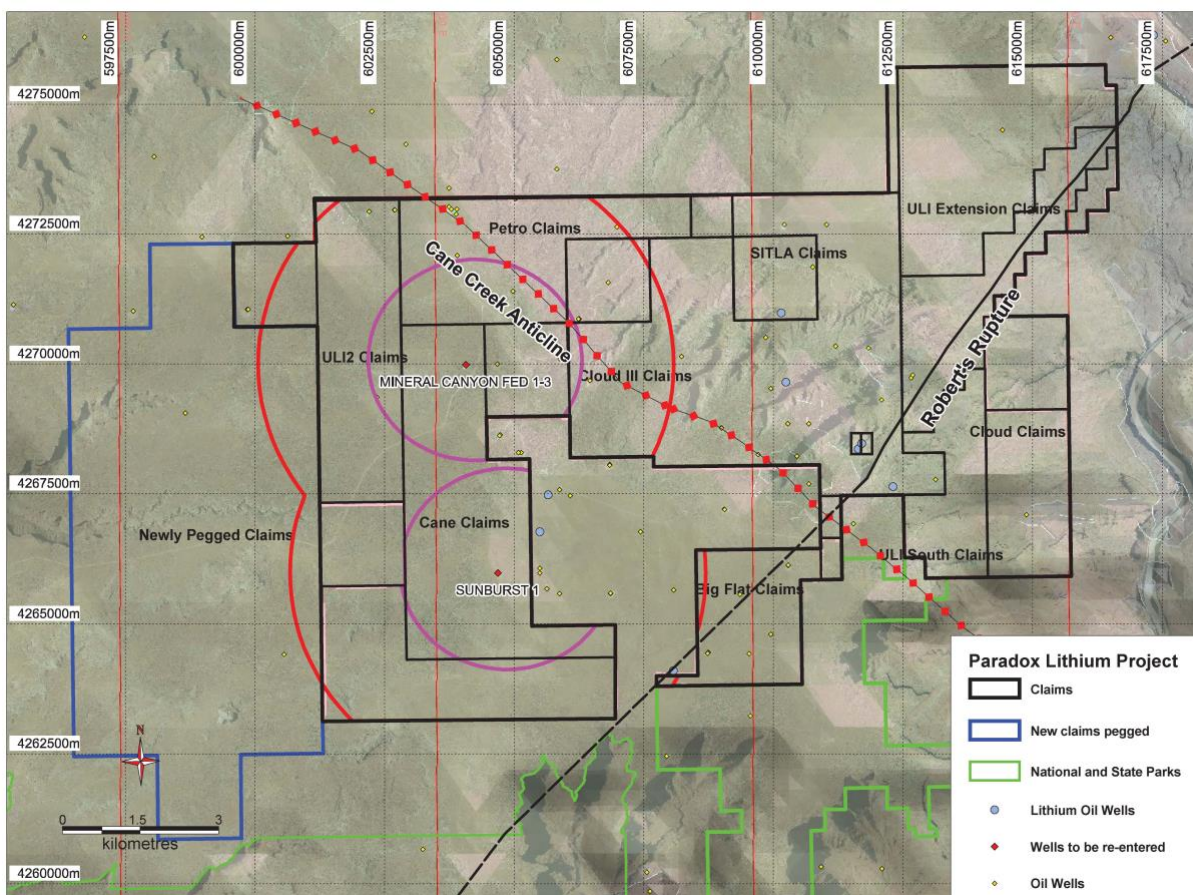 597500m
600000m
602500m
605000m
607500m
610000m
612500m
615000m
617500m
4275000m
4272500m
4270000m
4267500m
4265000m
4262500m
4260000m
Petro Claims
ULI Extension Claims
SITLA Claims
Cane Creek Anticline
Robert's Rupture
ULI2 Claims
MINERAL CANYON FED 1-3
Cloud III Claims
Cloud Claims
Newly Pegged Claims
Cane Claims
ULI South Claims
SUNBURST 1
Big Flat Claims
N
0 1.5 3
kilometres
Paradox Lithium Project
Claims
New claims pegged
National and State Parks
Lithium Oil Wells
Wells to be re-entered
Oil Wells